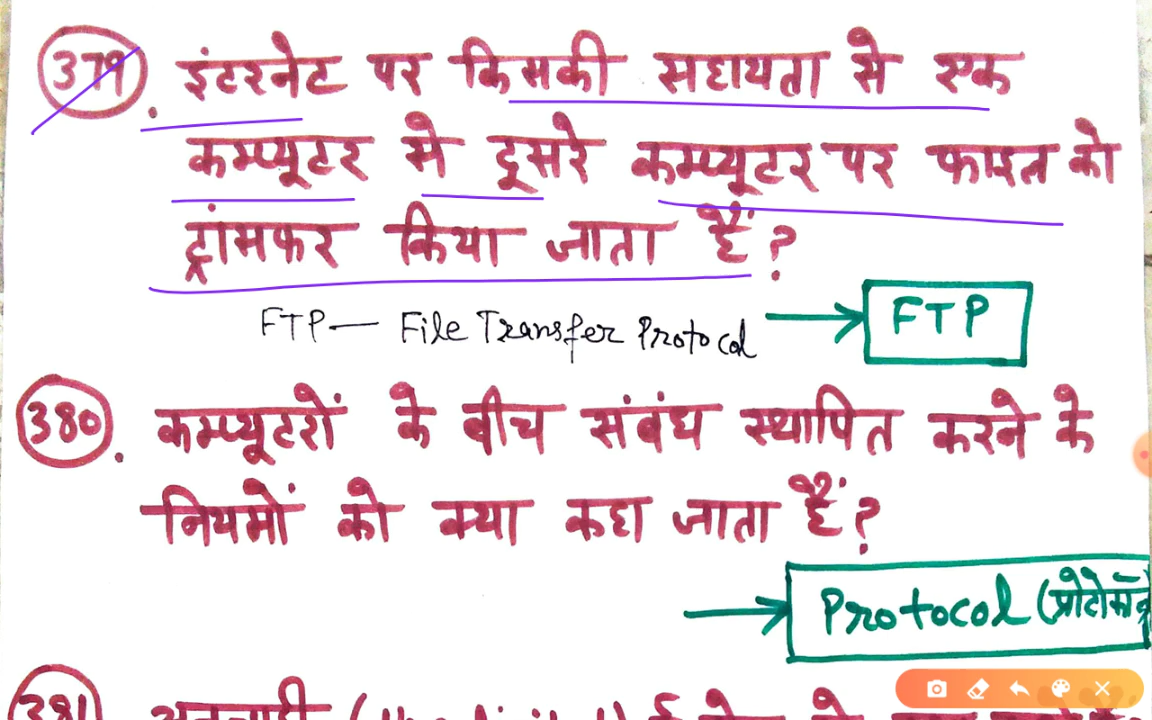 379. इंटरनेट पर किसकी सहायता से एक
कम्प्यूटर से दूसरे कम्प्यूटर पर फाइल को
ट्रांसफर किया जाता हैं?
FTP — File Transfer Protocol → FTP
380. कम्प्यूटरों के बीच संबंध स्थापित करने के
नियमों को क्या कहा जाता हैं?
→ Protocol (प्रोटोकॉल
381